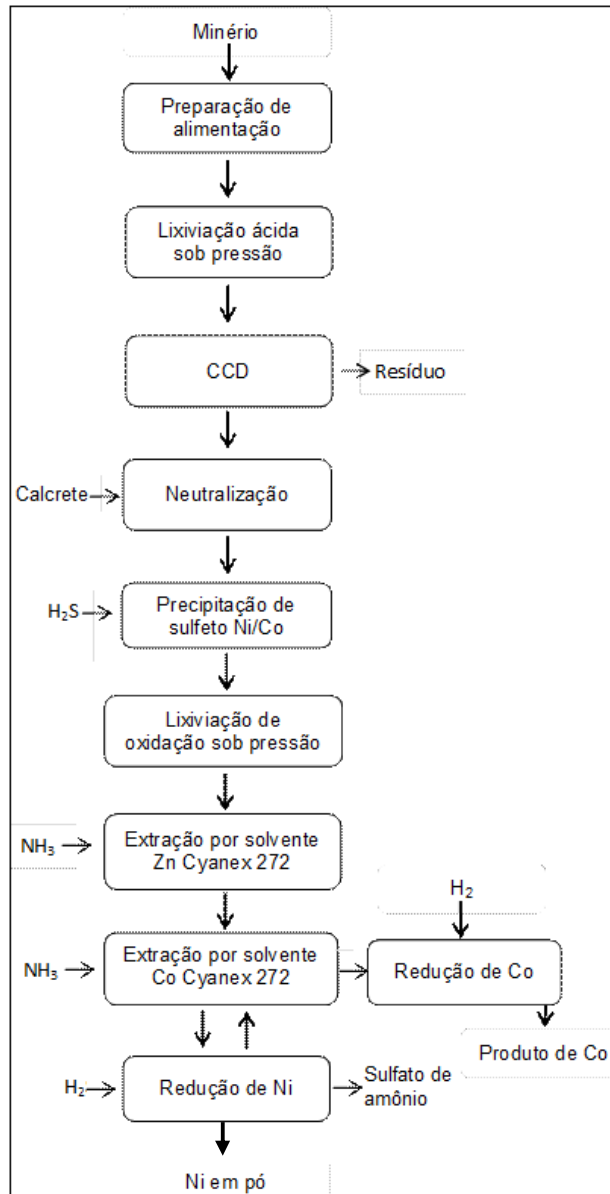 Minério
Preparação de
alimentação
Lixiviação ácida
sob pressão
CCD
Resíduo
Calcrete
Neutralização
H₂S
Precipitação de
sulfeto Ni/Co
Lixiviação de
oxidação sob pressão
NH₃
Extração por solvente
Zn Cyanex 272
H₂
NH₃
Extração por solvente
Co Cyanex 272
Redução de Co
Produto de Co
H₂
Redução de Ni
Sulfato de
amônio
Ni em pó